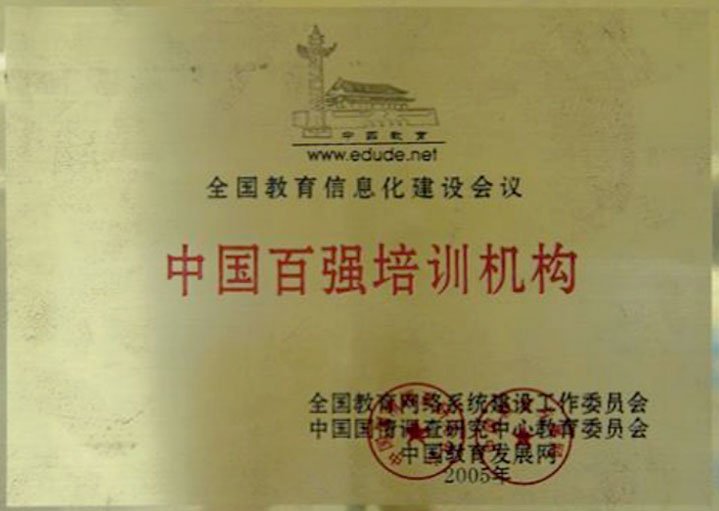 中国教育
www.edude.net
全国教育信息化建设会议
中国百强培训机构
全国教育网络系统建设工作委员会
中国国情调查研究中心教育委员会
中国教育发展网
2005年